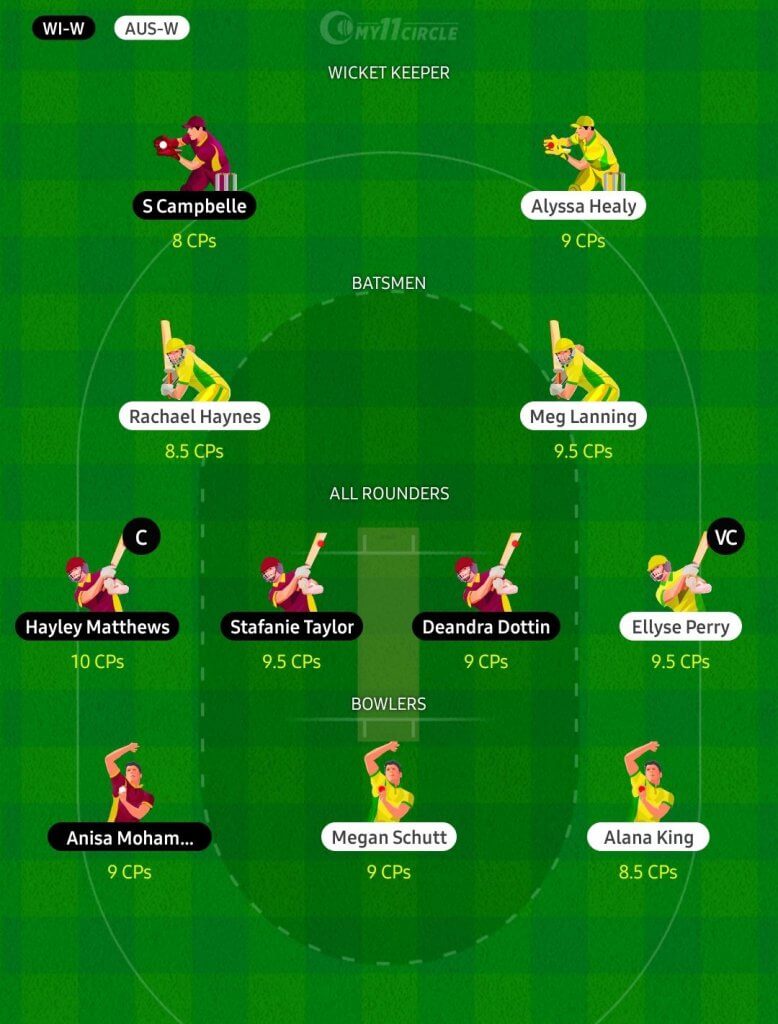 WI-W AUS-W MY11CIRCLE
WICKET KEEPER
S Campbelle Alyssa Healy
8 CPs 9 CPs
BATSMEN
Rachael Haynes Meg Lanning
8.5 CPs 9.5 CPs
ALL ROUNDERS
C VC
Hayley Matthews Stafanie Taylor Deandra Dottin Ellyse Perry
10 CPs 9.5 CPs 9 CPs 9.5 CPs
BOWLERS
Anisa Moham... Megan Schutt Alana King
9 CPs 9 CPs 8.5 CPs